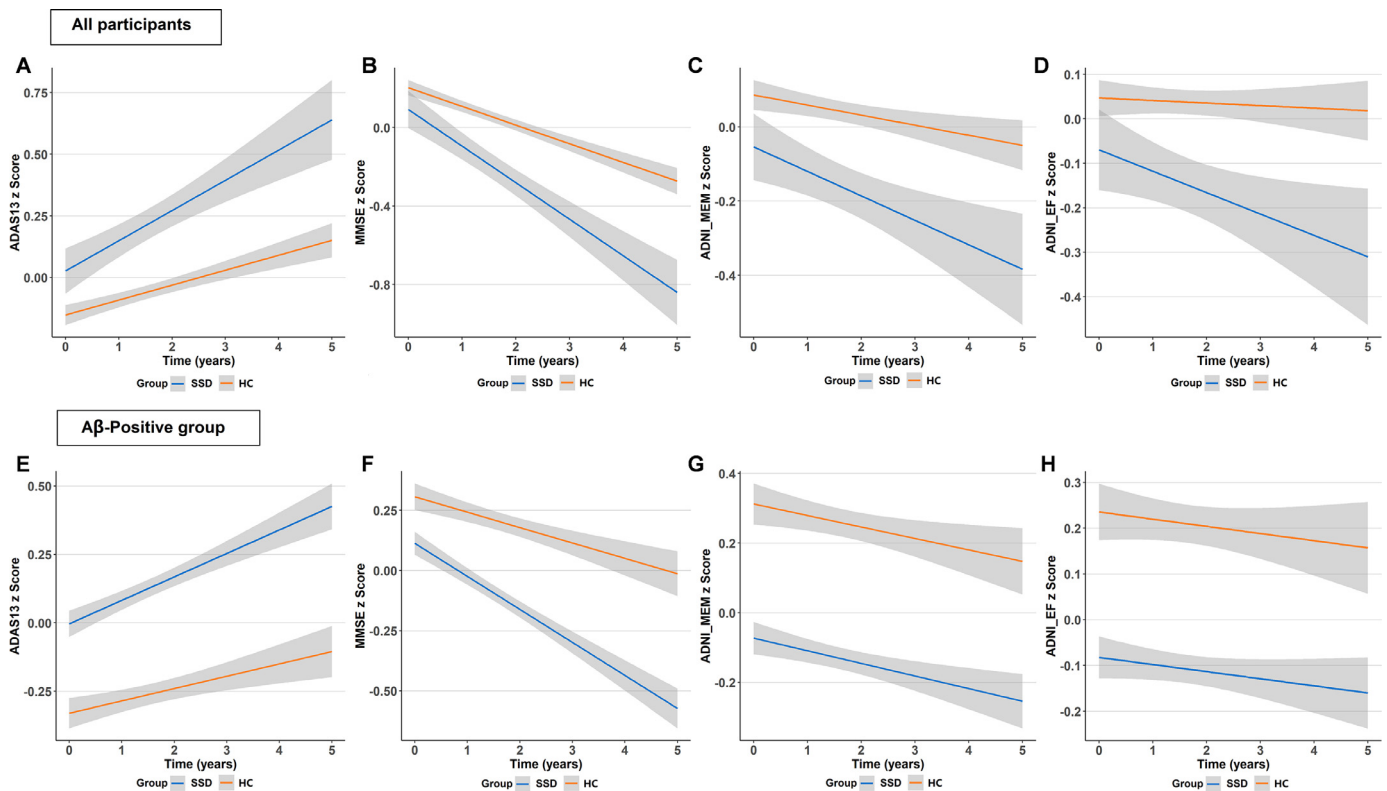 All participants
A
ADAS13 z Score
0.75
0.50
0.25
0.00
0 1 2 3 4 5
Time (years)
Group SSD HC
B
MMSE z Score
0.0
-0.4
-0.8
0 1 2 3 4 5
Time (years)
Group SSD HC
C
ADNI_MEM z Score
0.0
-0.2
-0.4
0 1 2 3 4 5
Time (years)
Group SSD HC
D
ADNI_EF z Score
0.1
0.0
-0.1
-0.2
-0.3
-0.4
0 1 2 3 4 5
Time (years)
Group SSD HC
Aβ-Positive group
E
ADAS13 z Score
0.50
0.25
0.00
-0.25
0 1 2 3 4 5
Time (years)
Group SSD HC
F
MMSE z Score
0.25
0.00
-0.25
-0.50
0 1 2 3 4 5
Time (years)
Group SSD HC
G
ADNI_MEM z Score
0.4
0.2
0.0
-0.2
0 1 2 3 4 5
Time (years)
Group SSD HC
H
ADNI_EF z Score
0.3
0.2
0.1
0.0
-0.1
-0.2
0 1 2 3 4 5
Time (years)
Group SSD HC